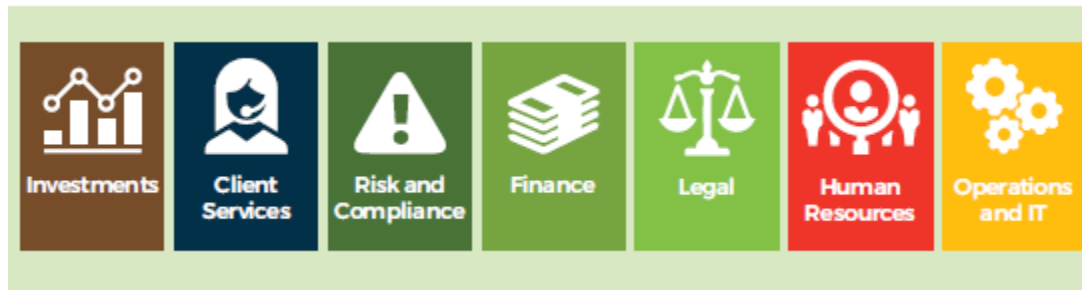 Investments
Client
Services
Risk and
Compliance
Finance
Legal
Human
Resources
Operations
and IT